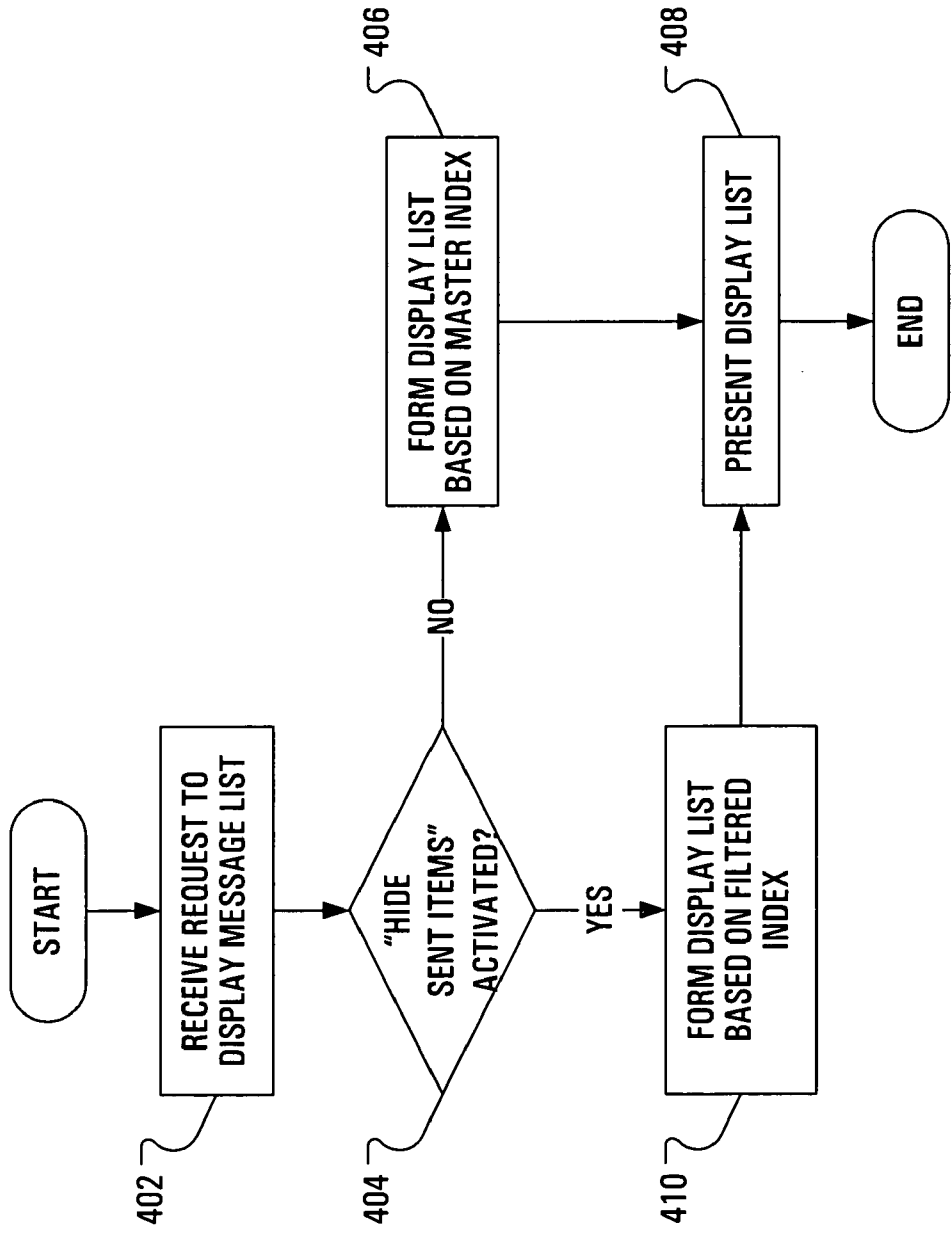 START
402
RECEIVE REQUEST TO
DISPLAY MESSAGE LIST
404
"HIDE
SENT ITEMS"
ACTIVATED?
NO
406
FORM DISPLAY LIST
BASED ON MASTER INDEX
YES
410
FORM DISPLAY LIST
BASED ON FILTERED
INDEX
408
PRESENT DISPLAY LIST
END